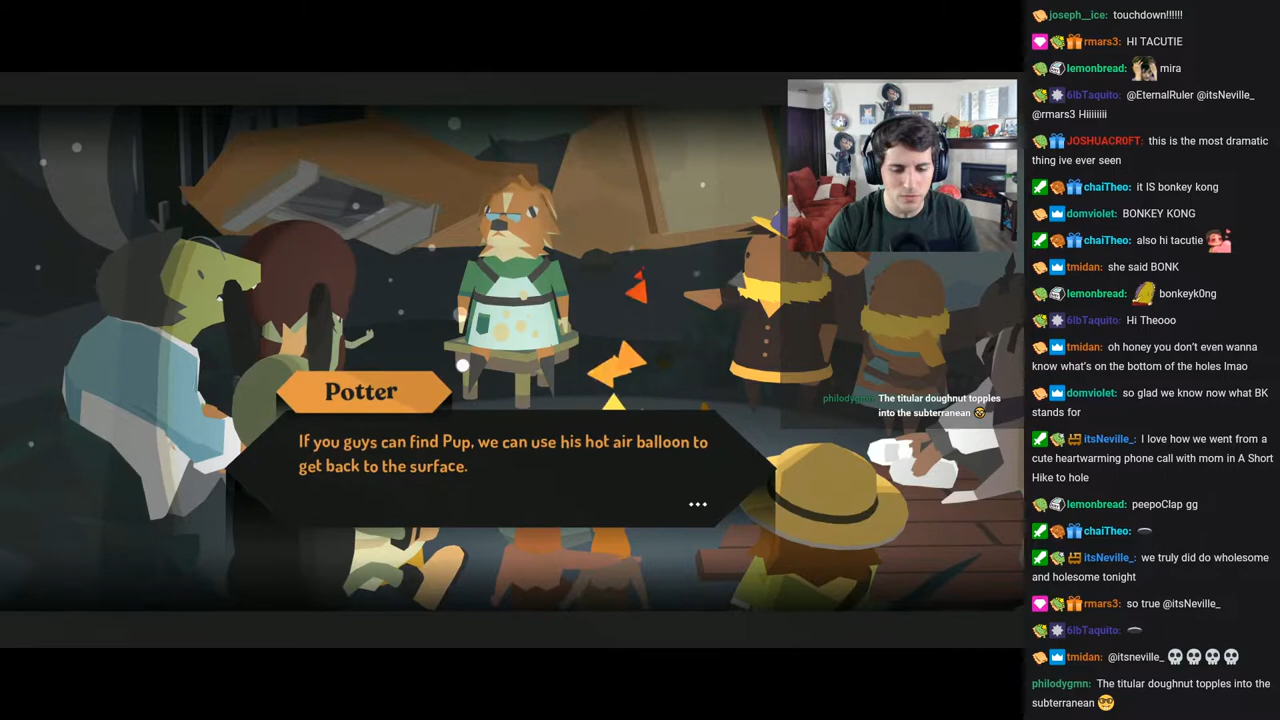 Potter
If you guys can find Pup, we can use his hot air balloon to
get back to the surface.
...
philodygmn: The titular doughnut topples
into the subterranean 🤓
joseph__ice: touchdown!!!!!!
rmars3: HI TACUTIE
lemonbread: mira
6lbTaquito: @EternalRuler @itsNeville_
@rmars3 Hiiiiiiii
JOSHUACR0FT: this is the most dramatic
thing ive ever seen
chaiTheo: it IS bonkey kong
domviolet: BONKEY KONG
chaiTheo: also hi tacutie
tmidan: she said BONK
lemonbread: bonkeyk0ng
6lbTaquito: Hi Theooo
tmidan: oh honey you don't even wanna
know what's on the bottom of the holes lmao
domviolet: so glad we know now what BK
stands for
itsNeville_: I love how we went from a
cute heartwarming phone call with mom in A Short
Hike to hole
lemonbread: peepoClap gg
chaiTheo: 🕳
itsNeville_: we truly did do wholesome
and holesome tonight
rmars3: so true @itsNeville_
6lbTaquito: 🕳
tmidan: @itsneville_ 💀💀💀💀
philodygmn: The titular doughnut topples into the
subterranean 🤓